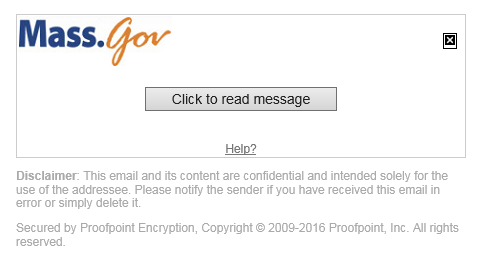 Mass.Gov
Click to read message
Help?
Disclaimer: This email and its content are confidential and intended solely for the
use of the addressee. Please notify the sender if you have received this email in
error or simply delete it.
Secured by Proofpoint Encryption, Copyright © 2009-2016 Proofpoint, Inc. All rights
reserved.